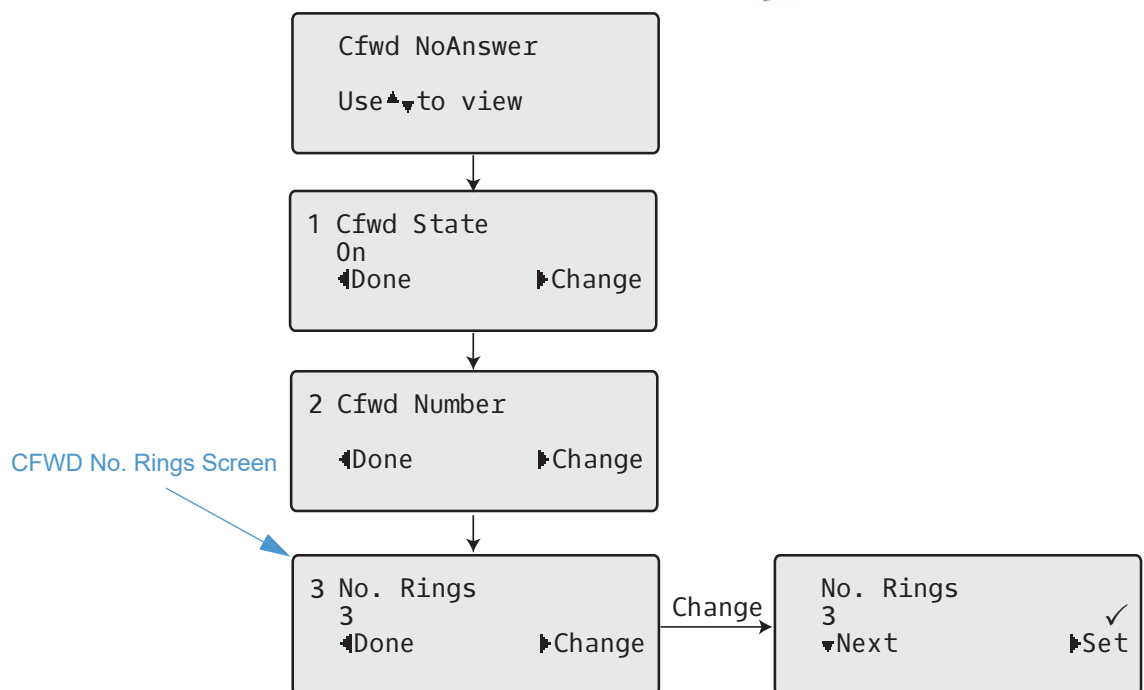 Cfwd NoAnswer
Use▲▼to view
1 Cfwd State
On
◀Done ▶Change
2 Cfwd Number
◀Done ▶Change
CFWD No. Rings Screen
3 No. Rings
3
◀Done ▶Change
Change
No. Rings
3 ✓
▼Next ▶Set